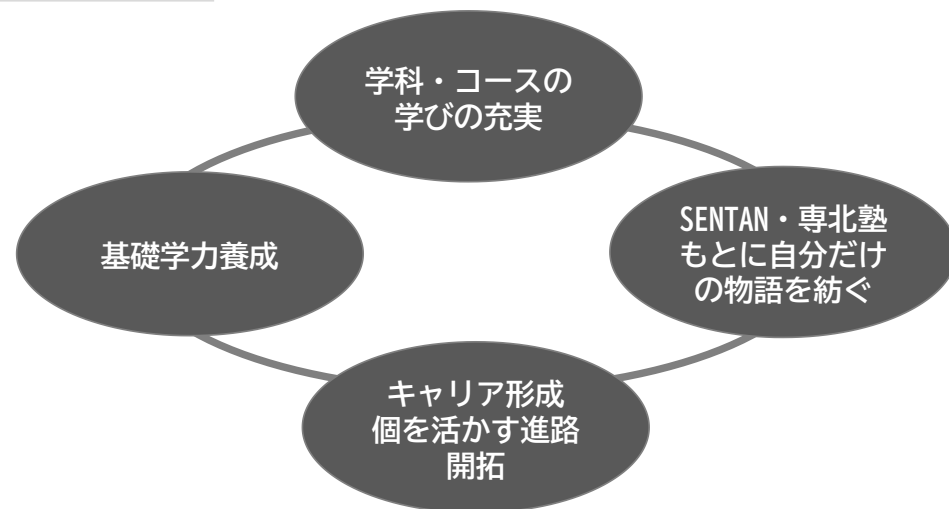 学科・コースの
学びの充実
基礎学力養成
SENTAN・専北塾
もとに自分だけ
の物語を紡ぐ
キャリア形成
個を活かす進路
開拓